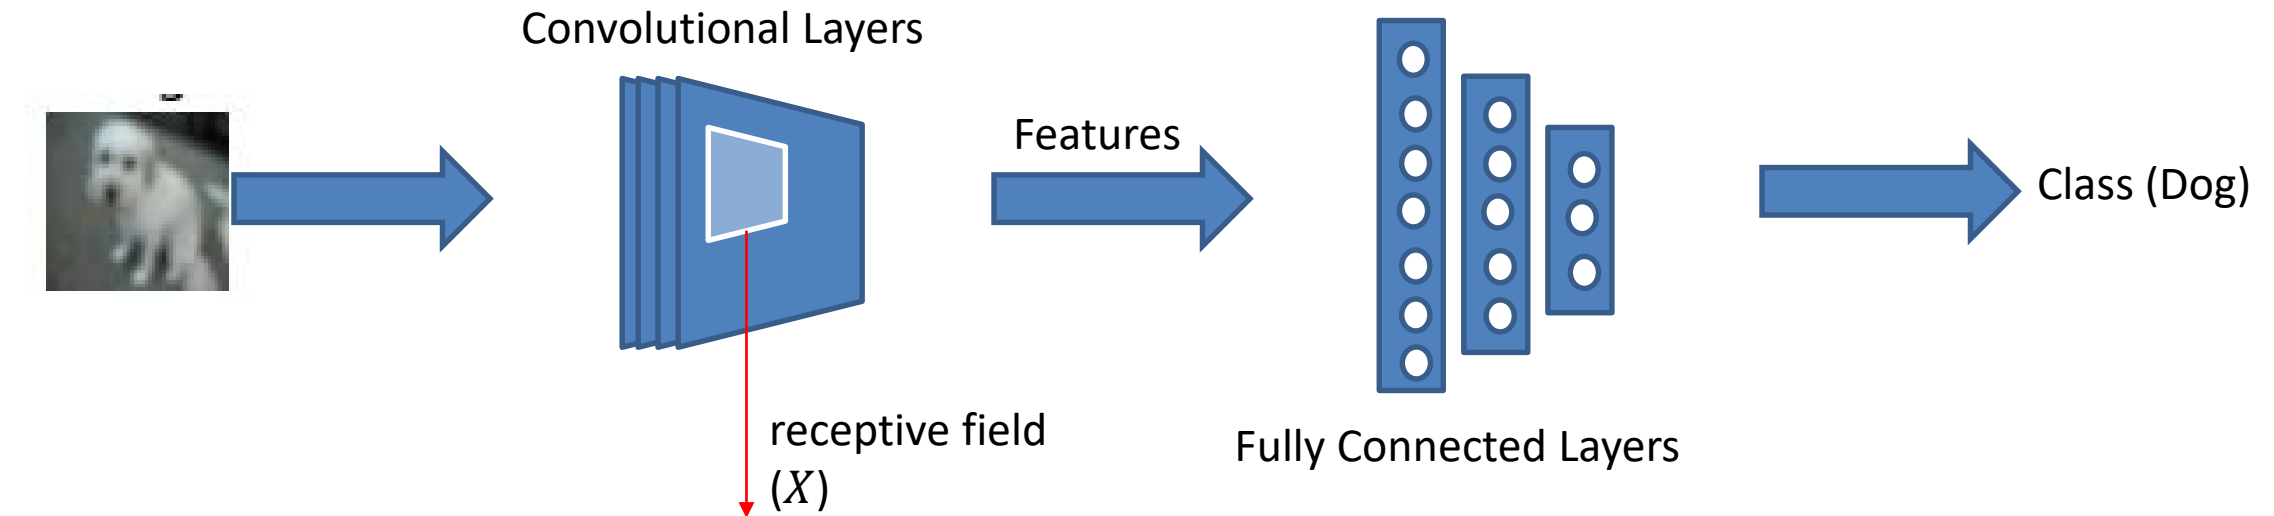 Convolutional Layers
Features
Class (Dog)
receptive field
(X)
Fully Connected Layers